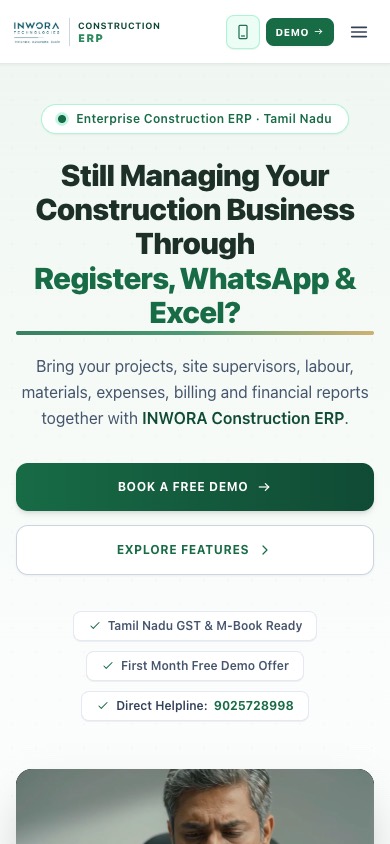 INWORA
TECHNOLOGIES
CONSTRUCTION
ERP
DEMO →
Enterprise Construction ERP · Tamil Nadu
Still Managing Your
Construction Business
Through
Registers, WhatsApp &
Excel?
Bring your projects, site supervisors, labour,
materials, expenses, billing and financial reports
together with INWORA Construction ERP.
BOOK A FREE DEMO →
EXPLORE FEATURES >
✓ Tamil Nadu GST & M-Book Ready
✓ First Month Free Demo Offer
✓ Direct Helpline: 9025728998